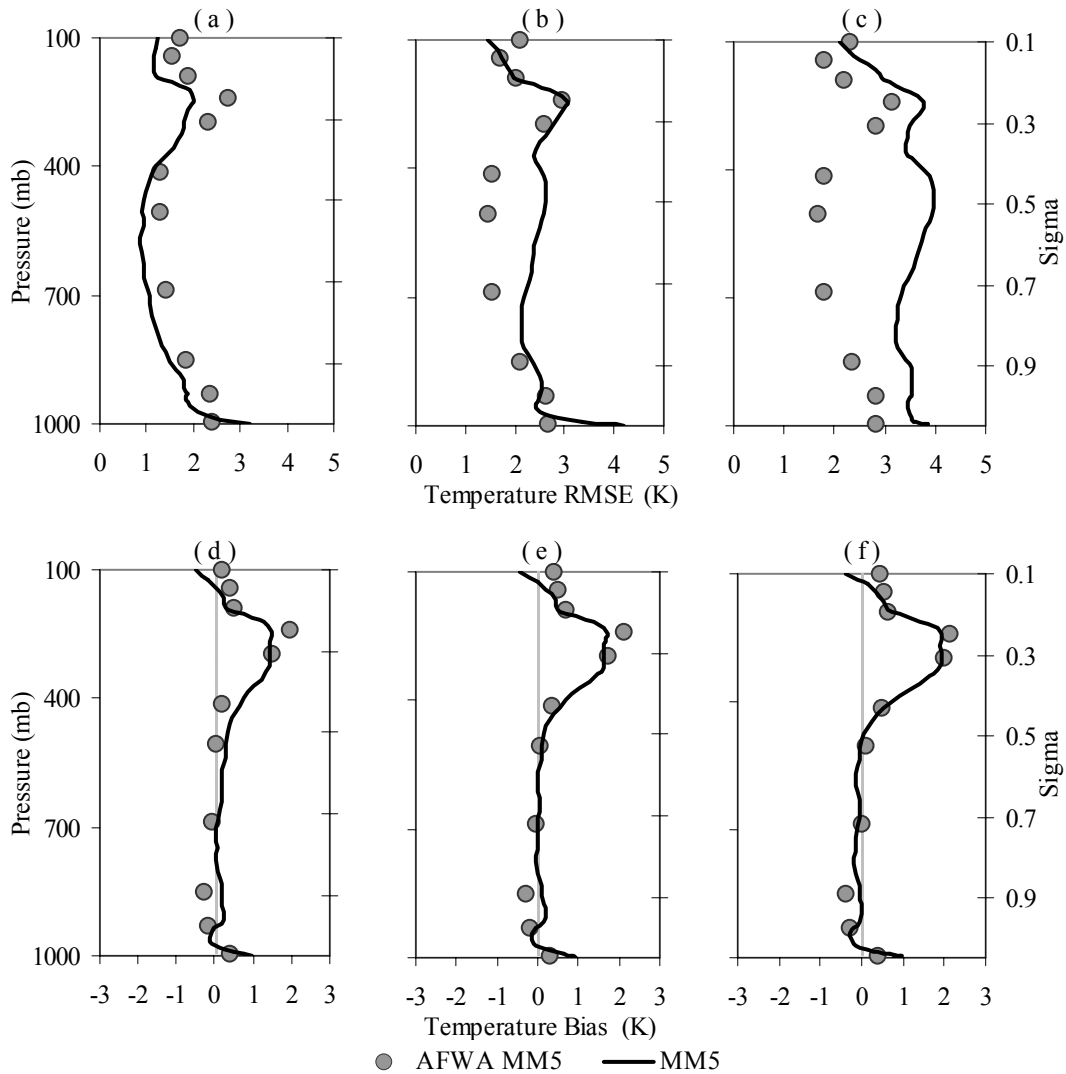 ( a )
( b )
( c )
100
400
700
1000
Pressure (mb)
0.1
0.3
0.5
0.7
0.9
Sigma
0 1 2 3 4 5
0 1 2 3 4 5
0 1 2 3 4 5
Temperature RMSE (K)
( d )
( e )
( f )
100
400
700
1000
Pressure (mb)
0.1
0.3
0.5
0.7
0.9
Sigma
-3 -2 -1 0 1 2 3
-3 -2 -1 0 1 2 3
-3 -2 -1 0 1 2 3
Temperature Bias (K)
AFWA MM5 MM5